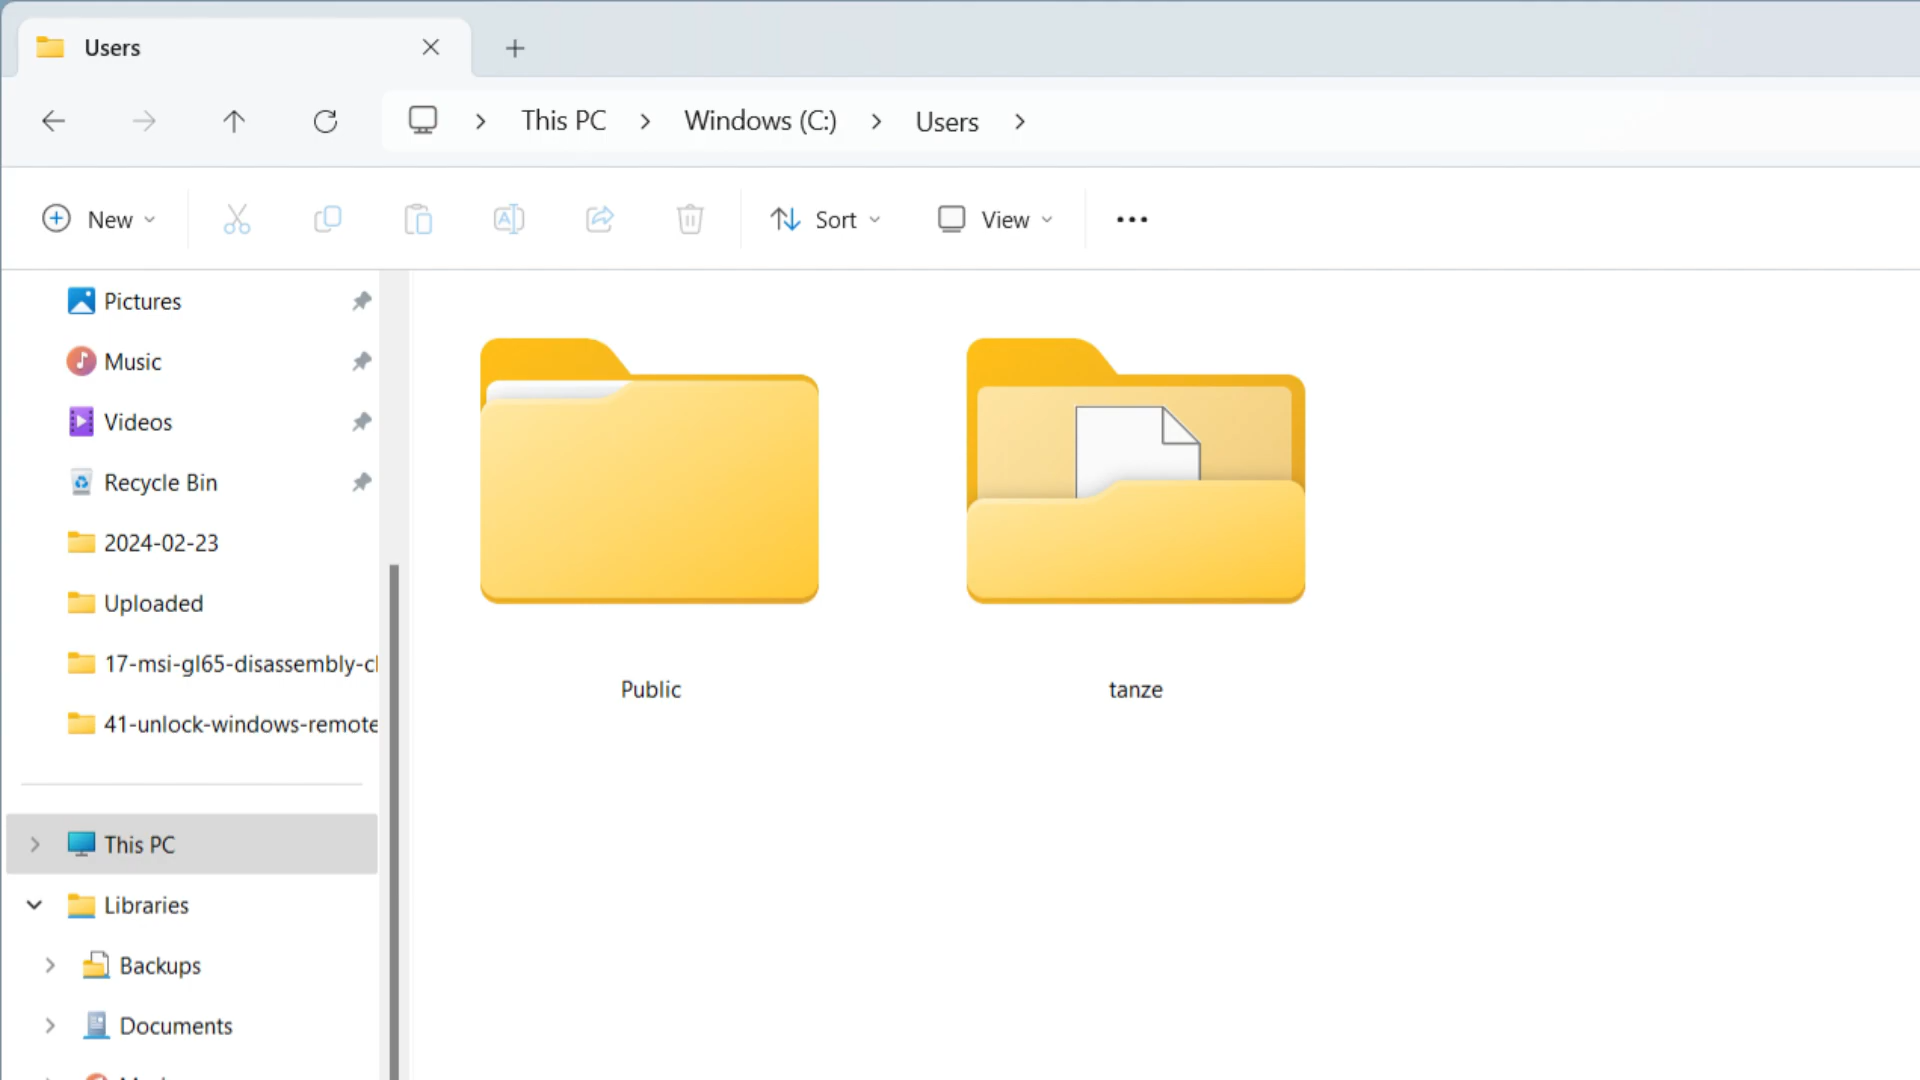 Users
This PC
Windows (C:)
Users
New
Sort
View
Pictures
Music
Videos
Recycle Bin
2024-02-23
Uploaded
17-msi-gl65-disassembly-cl
41-unlock-windows-remote
This PC
Libraries
Backups
Documents
Public
tanze